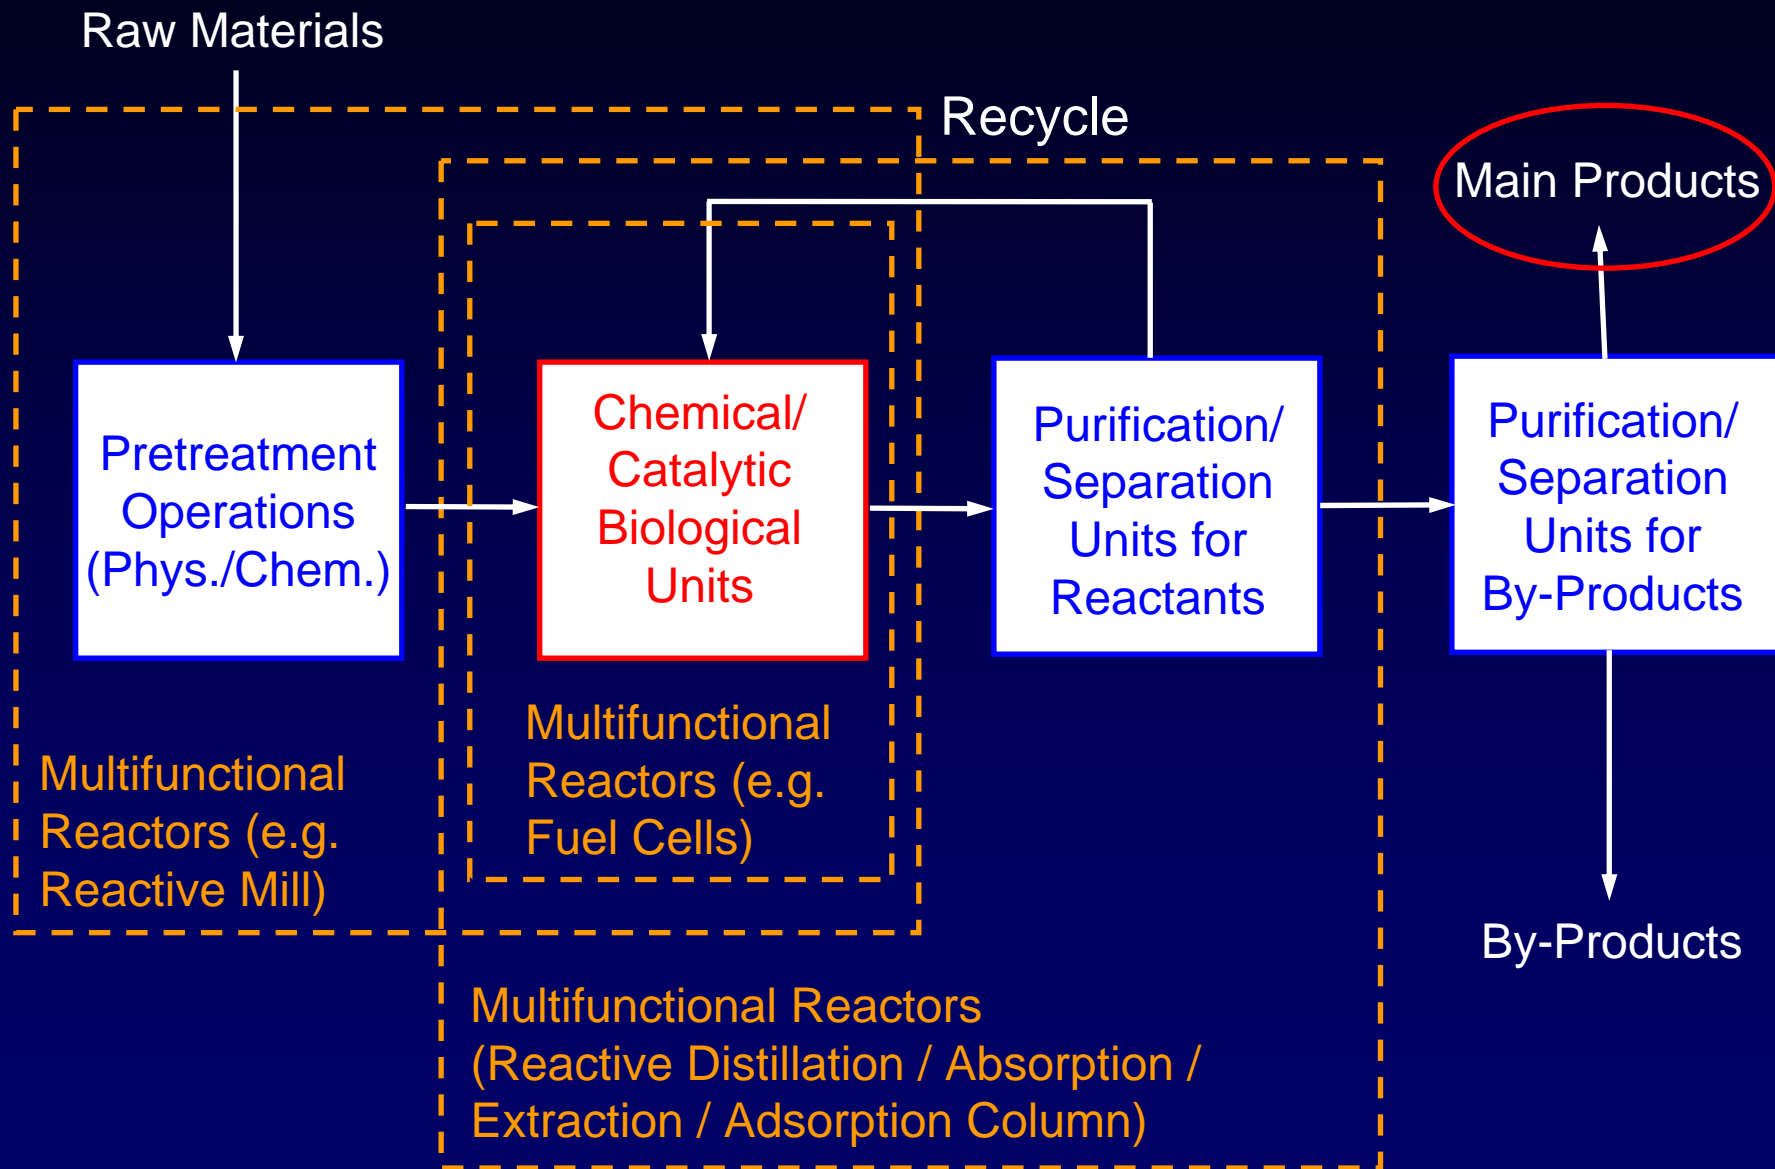 Raw Materials
Recycle
Main Products
Pretreatment
Operations
(Phys./Chem.)
Chemical/
Catalytic
Biological
Units
Purification/
Separation
Units for
Reactants
Purification/
Separation
Units for
By-Products
Multifunctional
Reactors (e.g.
Reactive Mill)
Multifunctional
Reactors (e.g.
Fuel Cells)
By-Products
Multifunctional Reactors
(Reactive Distillation / Absorption /
Extraction / Adsorption Column)